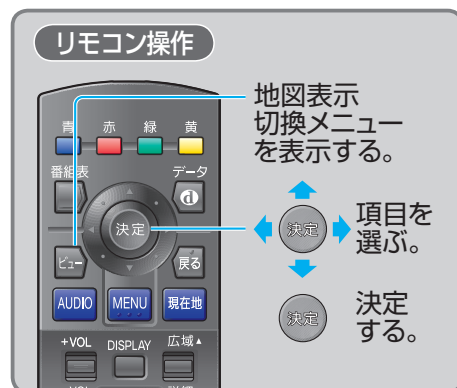 リモコン操作
地図表示
切換メニュー
を表示する。
青 赤 緑 黄
番組表 データ
d
決定
決定
項目を
選ぶ。
ビュー 戻る
AUDIO MENU 現在地
決定
決定
する。
+VOL DISPLAY 広域▲